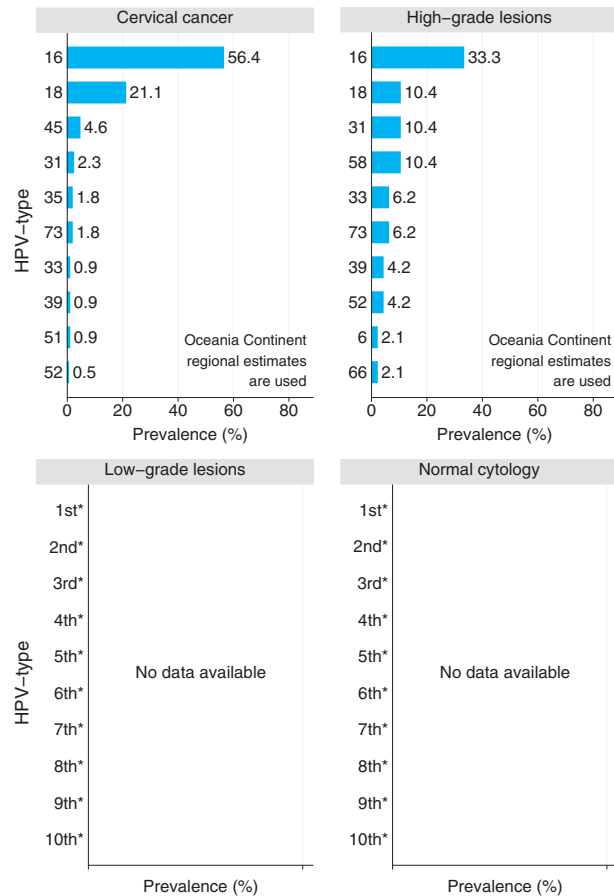 Cervical cancer
HPV−type
16 56.4
18 21.1
45 4.6
31 2.3
35 1.8
73 1.8
33 0.9
39 0.9
51 0.9
52 0.5
Oceania Continent
regional estimates
are used
0 20 40 60 80
Prevalence (%)
High−grade lesions
16 33.3
18 10.4
31 10.4
58 10.4
33 6.2
73 6.2
39 4.2
52 4.2
6 2.1
66 2.1
Oceania Continent
regional estimates
are used
0 20 40 60 80
Prevalence (%)
Low−grade lesions
HPV−type
1st*
2nd*
3rd*
4th*
5th*
6th*
7th*
8th*
9th*
10th*
No data available
Prevalence (%)
Normal cytology
1st*
2nd*
3rd*
4th*
5th*
6th*
7th*
8th*
9th*
10th*
No data available
Prevalence (%)